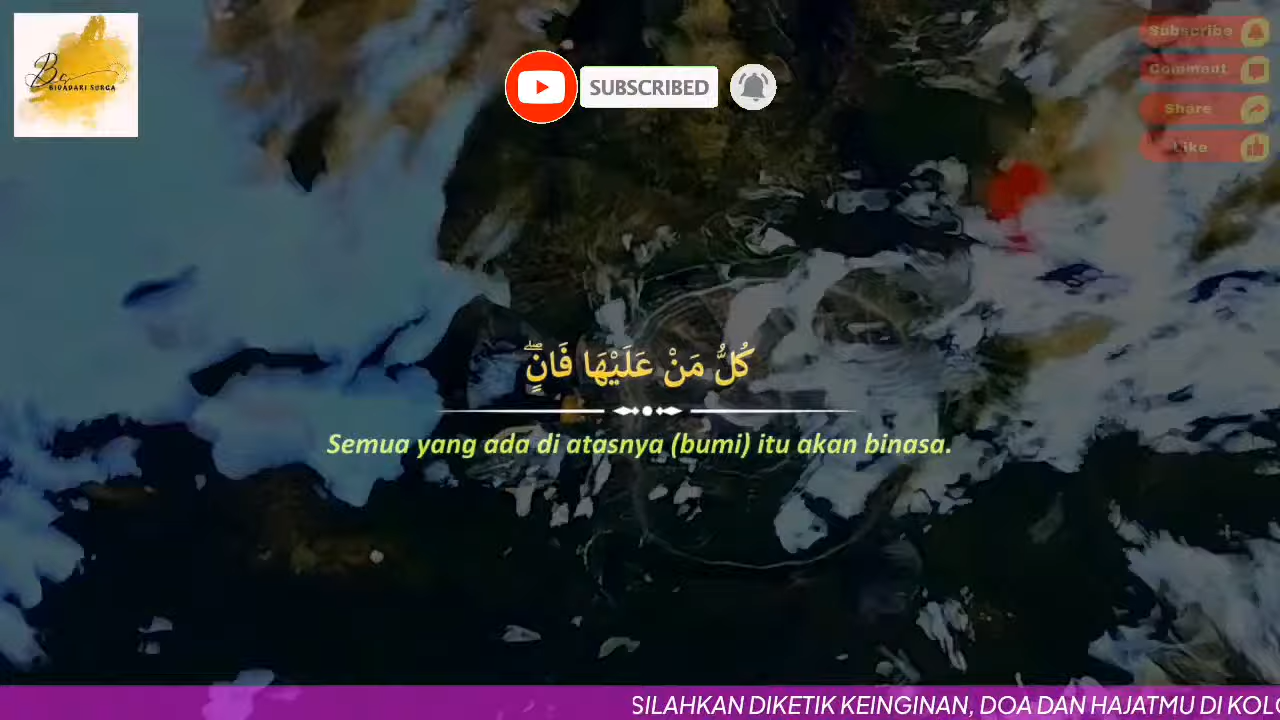 BIDADARI SURGA
SUBSCRIBED
Subscribe
Comment
Share
Like
كُلُّ مَنْ عَلَيْهَا فَانٍۖ
Semua yang ada di atasnya (bumi) itu akan binasa.
SILAHKAN DIKETIK KEINGINAN, DOA DAN HAJATMU DI KOLO